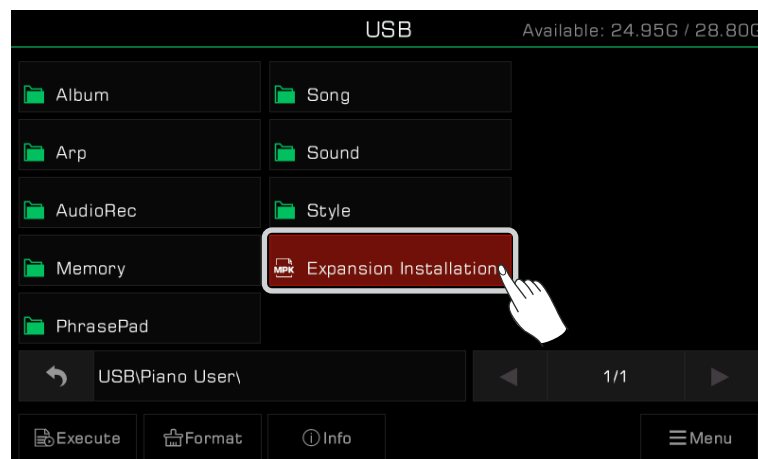 USB
Available: 24.95G / 28.80G
Album
Song
Arp
Sound
AudioRec
Style
Memory
MPK Expansion Installation
PhrasePad
USB\Piano User\
1/1
Execute
Format
Info
Menu